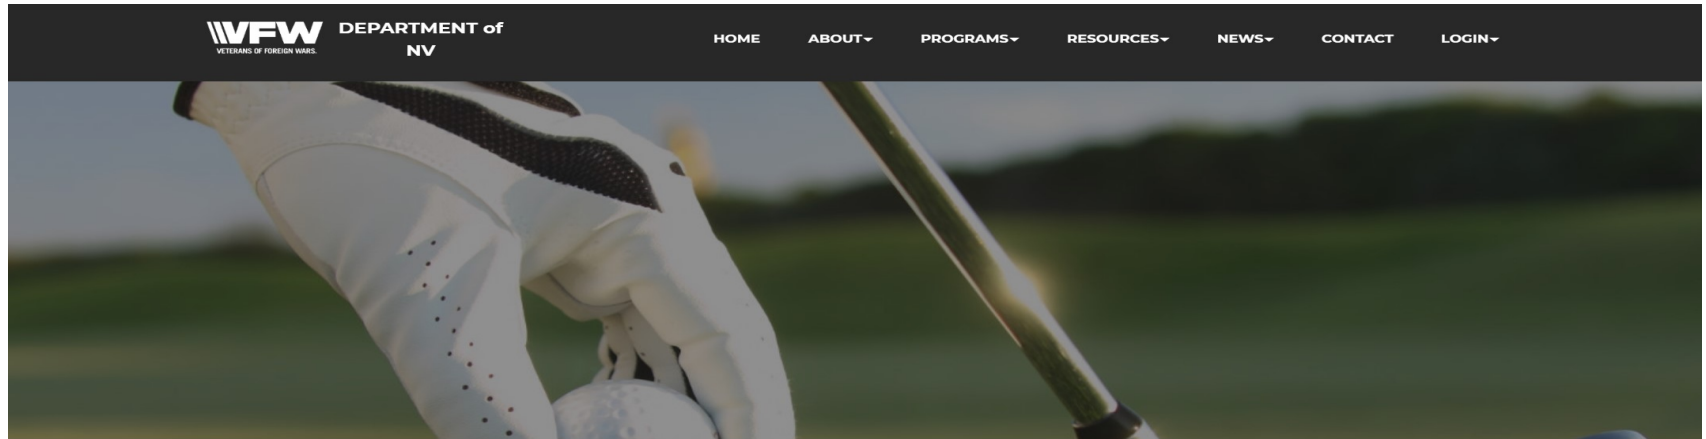 VFW
VETERANS OF FOREIGN WARS.
DEPARTMENT of
NV
HOME ABOUT PROGRAMS RESOURCES NEWS CONTACT LOGIN